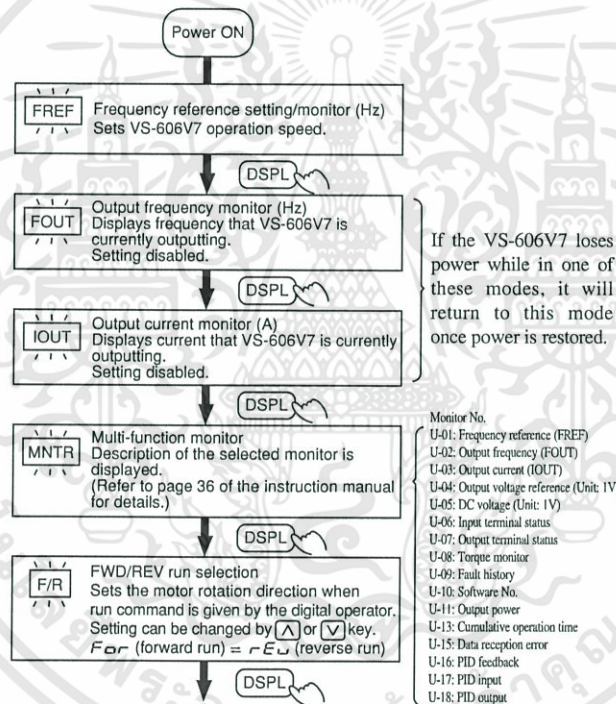 Power ON
FREF
Frequency reference setting/monitor (Hz)
Sets VS-606V7 operation speed.
DSPL
FOUT
Output frequency monitor (Hz)
Displays frequency that VS-606V7 is
currently outputting.
Setting disabled.
DSPL
IOUT
Output current monitor (A)
Displays current that VS-606V7 is currently
outputting.
Setting disabled.
If the VS-606V7 loses
power while in one of
these modes, it will
return to this mode
once power is restored.
DSPL
MNTR
Multi-function monitor
Description of the selected monitor is
displayed.
(Refer to page 36 of the instruction manual
for details.)
DSPL
F/R
FWD/REV run selection
Sets the motor rotation direction when
run command is given by the digital operator.
Setting can be changed by ∧ or ∨ key.
For (forward run) = rEu (reverse run)
DSPL
Monitor No.
U-01: Frequency reference (FREF)
U-02: Output frequency (FOUT)
U-03: Output current (IOUT)
U-04: Output voltage reference (Unit: 1V
U-05: DC voltage (Unit: 1V)
U-06: Input terminal status
U-07: Output terminal status
U-08: Torque monitor
U-09: Fault history
U-10: Software No.
U-11: Output power
U-13: Cumulative operation time
U-15: Data reception error
U-16: PID feedback
U-17: PID input
U-18: PID output